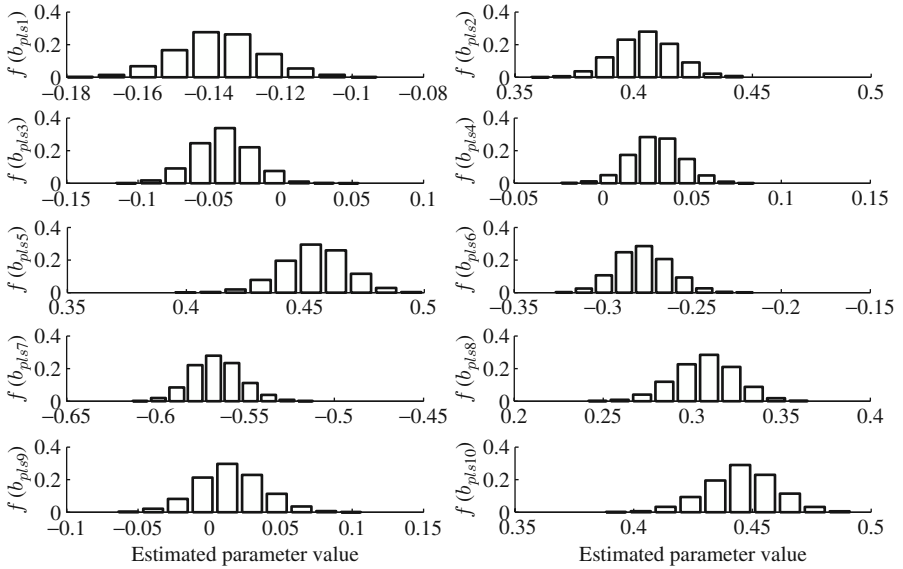 f (b_pls1)
0.4
0.2
0
−0.18 −0.16 −0.14 −0.12 −0.1 −0.08
f (b_pls2)
0.4
0.2
0
0.35 0.4 0.45 0.5
f (b_pls3)
0.4
0.2
0
−0.15 −0.1 −0.05 0 0.05 0.1
f (b_pls4)
0.4
0.2
0
−0.05 0 0.05 0.1 0.15
f (b_pls5)
0.4
0.2
0
0.35 0.4 0.45 0.5
f (b_pls6)
0.4
0.2
0
−0.35 −0.3 −0.25 −0.2 −0.15
f (b_pls7)
0.4
0.2
0
−0.65 −0.6 −0.55 −0.5 −0.45
f (b_pls8)
0.4
0.2
0
0.2 0.25 0.3 0.35 0.4
f (b_pls9)
0.4
0.2
0
−0.1 −0.05 0 0.05 0.1 0.15
Estimated parameter value
f (b_pls10)
0.4
0.2
0
0.35 0.4 0.45 0.5
Estimated parameter value